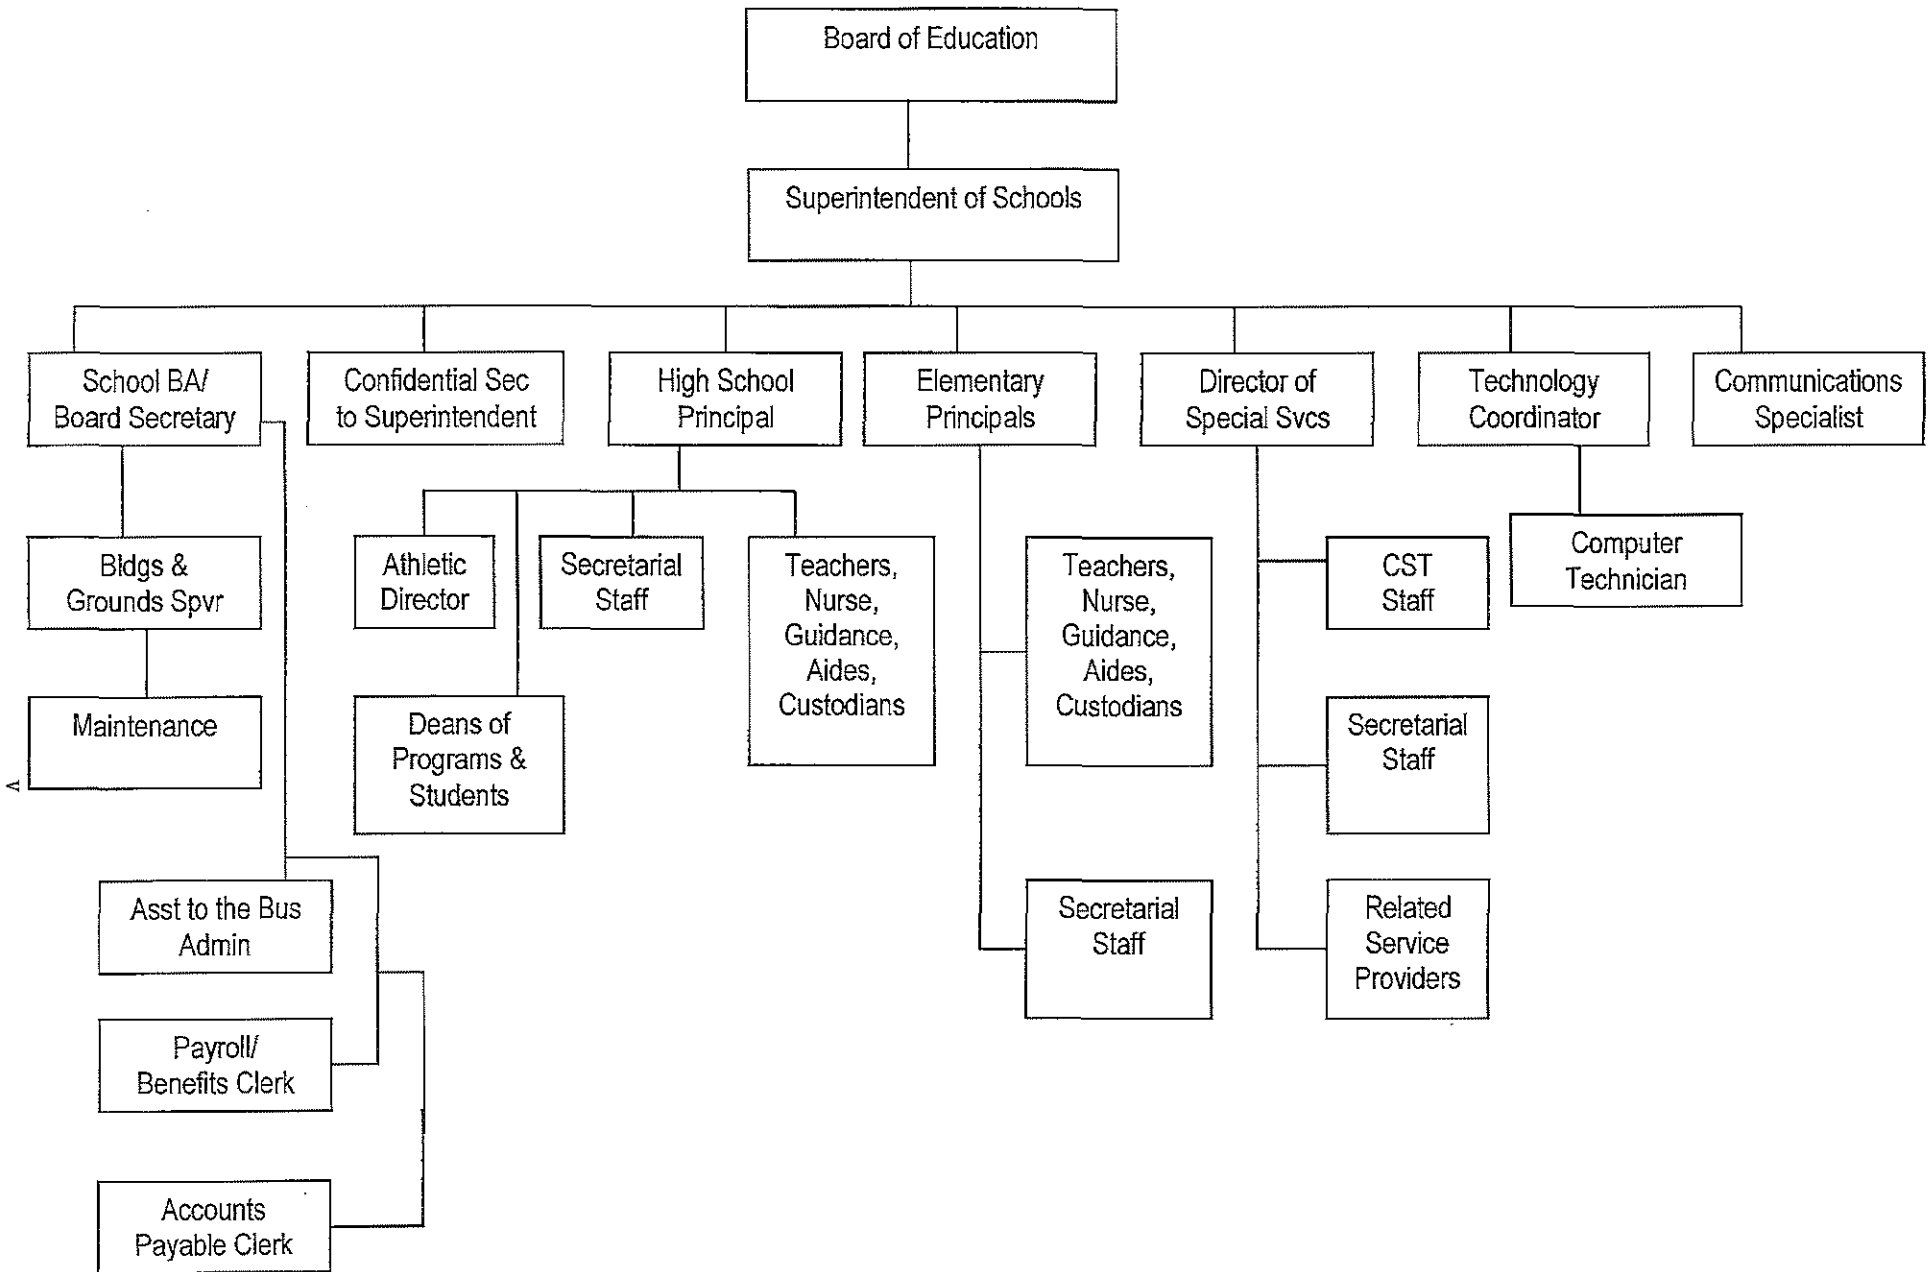 Board of Education
Superintendent of Schools
School BA/
Board Secretary
Confidential Sec
to Superintendent
High School
Principal
Elementary
Principals
Director of
Special Svcs
Technology
Coordinator
Communications
Specialist
Bldgs &
Grounds Spvr
Athletic
Director
Secretarial
Staff
Teachers,
Nurse,
Guidance,
Aides,
Custodians
Teachers,
Nurse,
Guidance,
Aides,
Custodians
CST
Staff
Computer
Technician
Maintenance
Deans of
Programs &
Students
Secretarial
Staff
Asst to the Bus
Admin
Secretarial
Staff
Related
Service
Providers
Payroll/
Benefits Clerk
Accounts
Payable Clerk